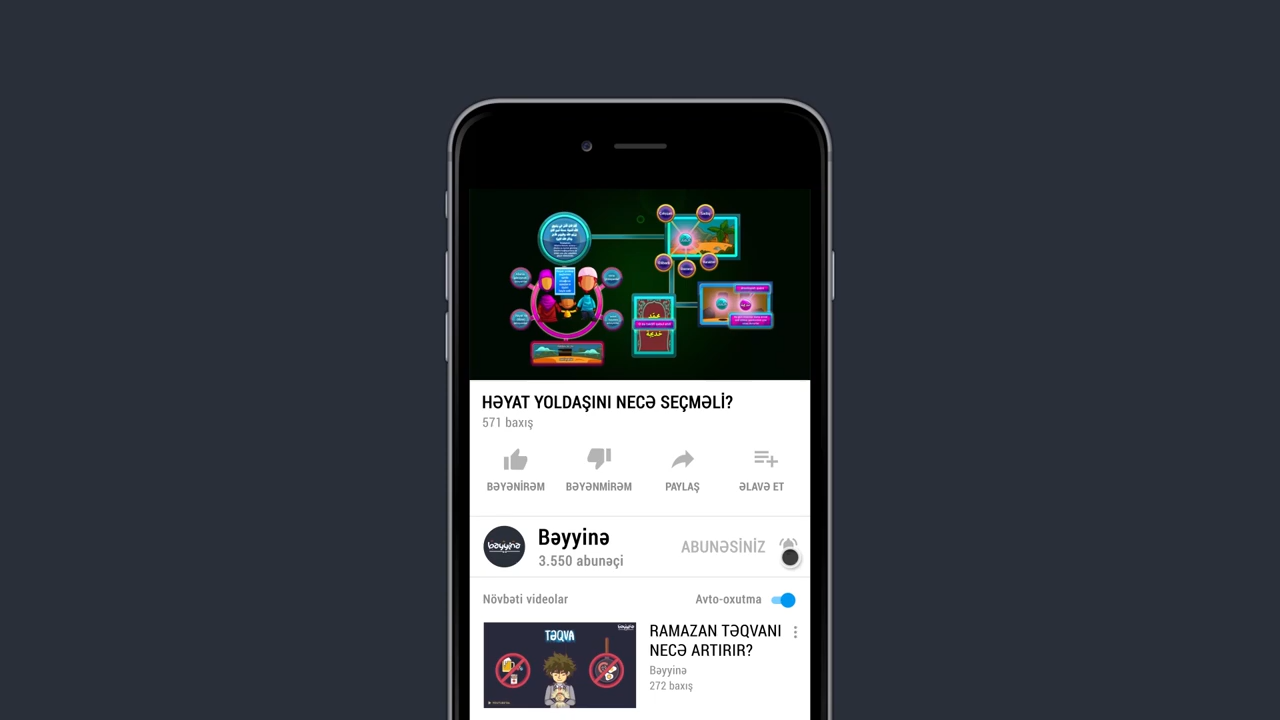 HƏYAT YOLDAŞINI NECƏ SEÇMƏLİ?
571 baxış
BƏYƏNİRƏM
BƏYƏNMİRƏM
PAYLAŞ
ƏLAVƏ ET
bəyyinə
Bəyyinə
3.550 abunəçi
ABUNƏSİNİZ
Növbəti videolar
Avto-oxutma
TƏQVA
bəyyinə
RAMAZAN TƏQVANI
NECƏ ARTIRIR?
Bəyyinə
272 baxış